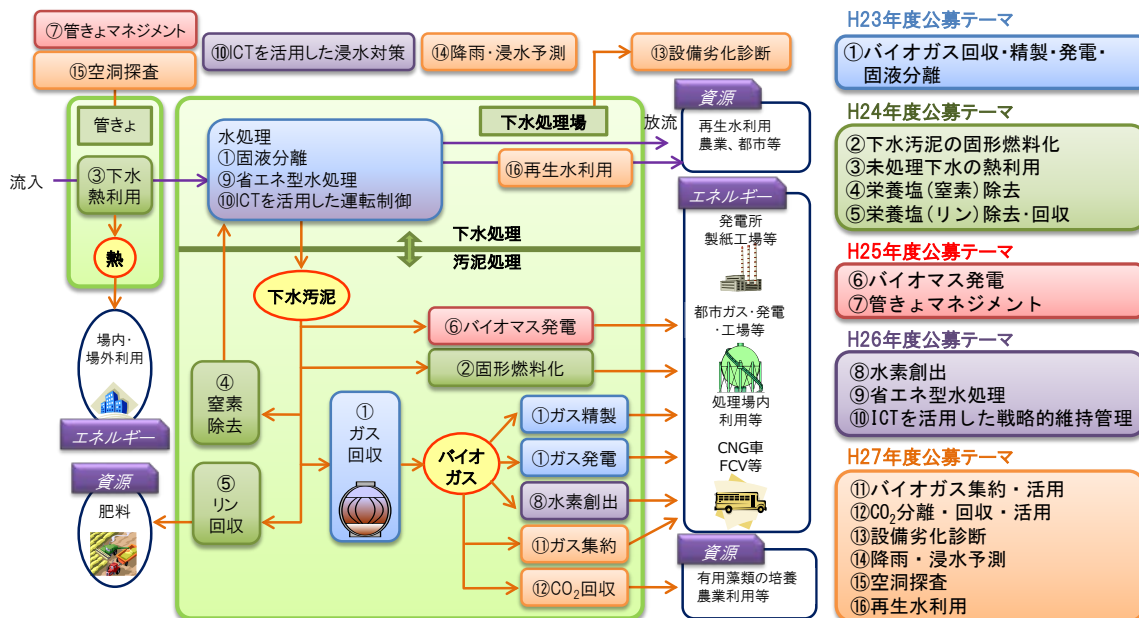 ⑦管きょマネジメント
⑮空洞探査
⑩ICTを活用した浸水対策
⑭降雨・浸水予測
⑬設備劣化診断
管きょ
流入
③下水
熱利用
熱
場内・
場外利用
エネルギー
資源
肥料
水処理
①固液分離
⑨省エネ型水処理
⑩ICTを活用した運転制御
下水処理場
放流
⑯再生水利用
下水処理
汚泥処理
下水汚泥
④
窒素
除去
⑤
リン
回収
①
ガス
回収
バイオ
ガス
⑥バイオマス発電
②固形燃料化
①ガス精製
①ガス発電
⑧水素創出
⑪ガス集約
⑫CO₂回収
資源
再生水利用
農業、都市等
エネルギー
発電所
製紙工場等
都市ガス・発電
・工場等
処理場内
利用等
CNG車
FCV等
資源
有用藻類の培養
農業利用等
H23年度公募テーマ
①バイオガス回収・精製・発電・
固液分離
H24年度公募テーマ
②下水汚泥の固形燃料化
③未処理下水の熱利用
④栄養塩(窒素)除去
⑤栄養塩(リン)除去・回収
H25年度公募テーマ
⑥バイオマス発電
⑦管きょマネジメント
H26年度公募テーマ
⑧水素創出
⑨省エネ型水処理
⑩ICTを活用した戦略的維持管理
H27年度公募テーマ
⑪バイオガス集約・活用
⑫CO₂分離・回収・活用
⑬設備劣化診断
⑭降雨・浸水予測
⑮空洞探査
⑯再生水利用